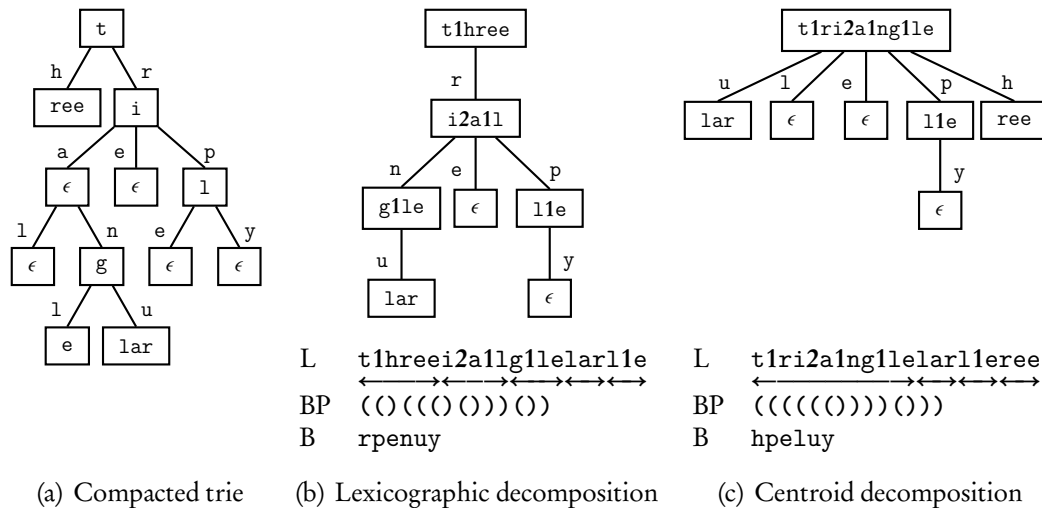 t
h r
ree i
a e p
ϵ ϵ l
l n e y
ϵ g ϵ ϵ
l u
e lar
(a) Compacted trie
t1hree
r
i2a1l
n e p
g1le ϵ l1e
u y
lar ϵ
L t1hreei2a1lg1lelarl1e
BP (()((()()))())
B rpenuy
(b) Lexicographic decomposition
t1ri2a1ng1le
u l e p h
lar ϵ ϵ l1e ree
y
ϵ
L t1ri2a1ng1lelarl1eree
BP (((((())))()))
B hpeluy
(c) Centroid decomposition